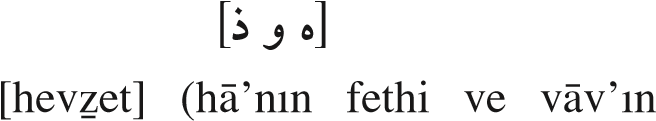 [ه و ذ]
[hevẕet] (hā’nın fethi ve vāv’ın